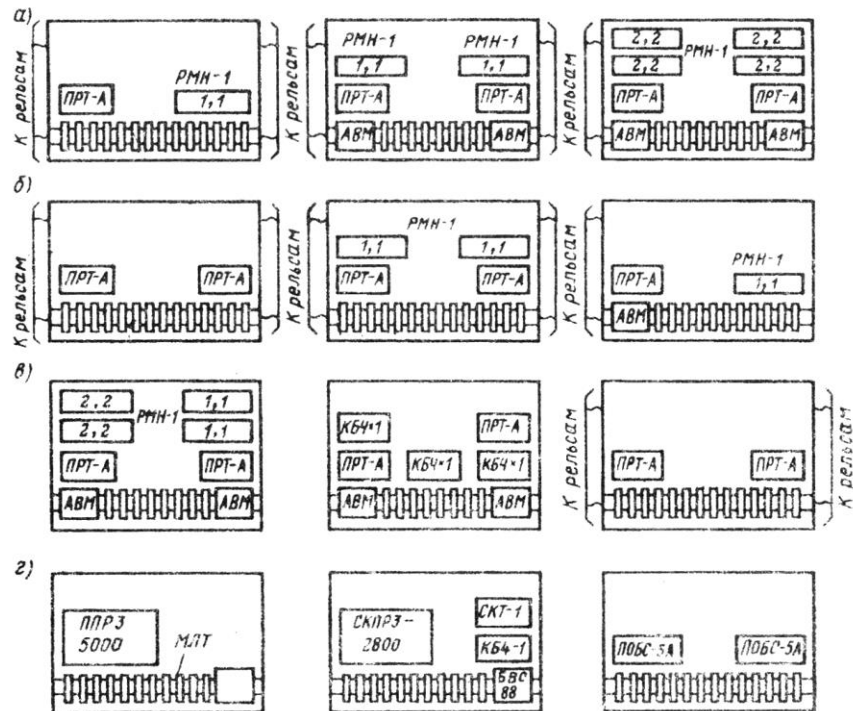 а)
К рельсам
ПРТ-А
РМН-1
1,1
К рельсам
РМН-1
РМН-1
1,1
1,1
ПРТ-А
ПРТ-А
АВМ
АВМ
К рельсам
2,2
2,2
РМН-1
2,2
2,2
ПРТ-А
ПРТ-А
АВМ
АВМ
б)
К рельсам
ПРТ-А
ПРТ-А
К рельсам
РМН-1
1,1
1,1
ПРТ-А
ПРТ-А
К рельсам
ПРТ-А
РМН-1
1,1
АВМ
в)
2,2
1,1
РМН-1
2,2
1,1
ПРТ-А
ПРТ-А
АВМ
АВМ
КБ4×1
ПРТ-А
ПРТ-А
КБ4×1
КБ4×1
АВМ
АВМ
К рельсам
ПРТ-А
ПРТ-А
К рельсам
г)
ППРЗ
5000
МЛТ
СКПРЗ-
2800
СКТ-1
КБ4-1
БВС
88
ПОБС-5А
ПОБС-5А